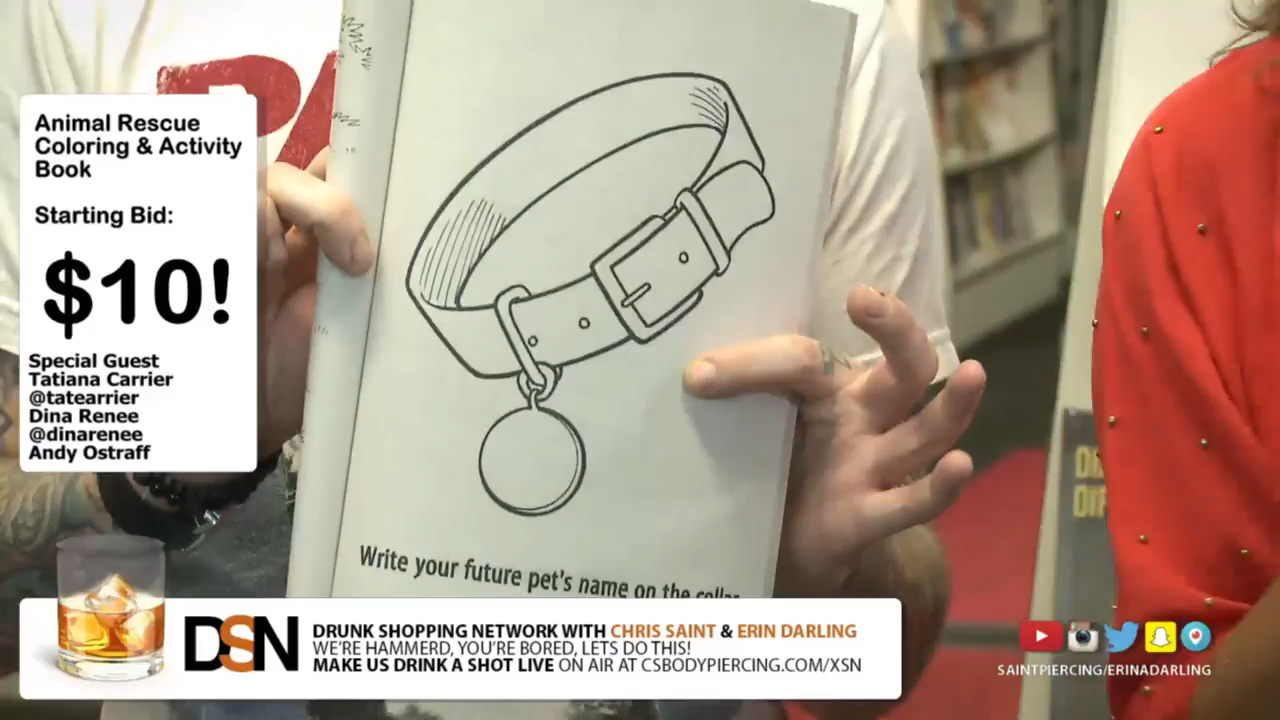 Animal Rescue
Coloring & Activity
Book
Starting Bid:
$10!
Special Guest
Tatiana Carrier
@tatearrier
Dina Renee
@dinarenee
Andy Ostraff
Write your future pet's name on the collar
DSN
DRUNK SHOPPING NETWORK WITH CHRIS SAINT & ERIN DARLING
WE'RE HAMMERD, YOU'RE BORED, LETS DO THIS!
MAKE US DRINK A SHOT LIVE ON AIR AT CSBODYPIERCING.COM/XSN
SAINTPIERCING/ERINADARLING